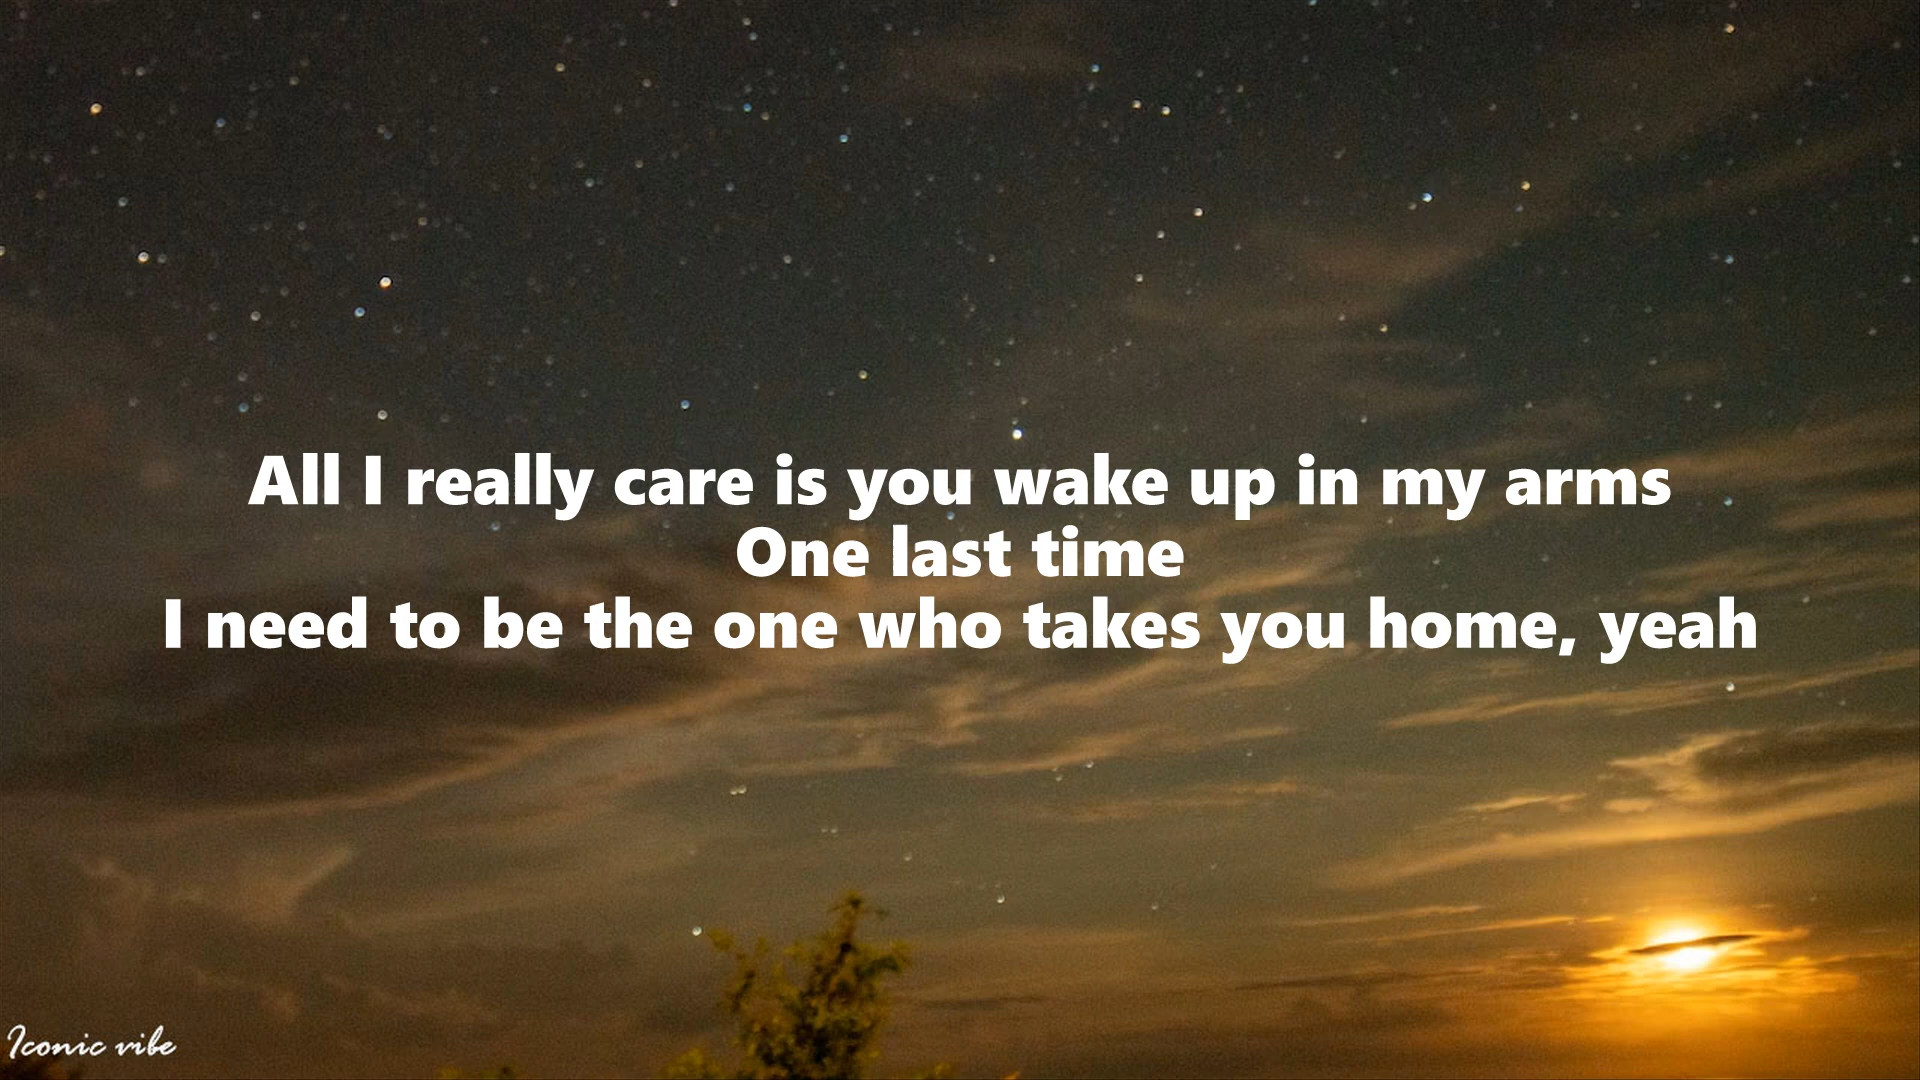 All I really care is you wake up in my arms
One last time
I need to be the one who takes you home, yeah
Iconic vibe